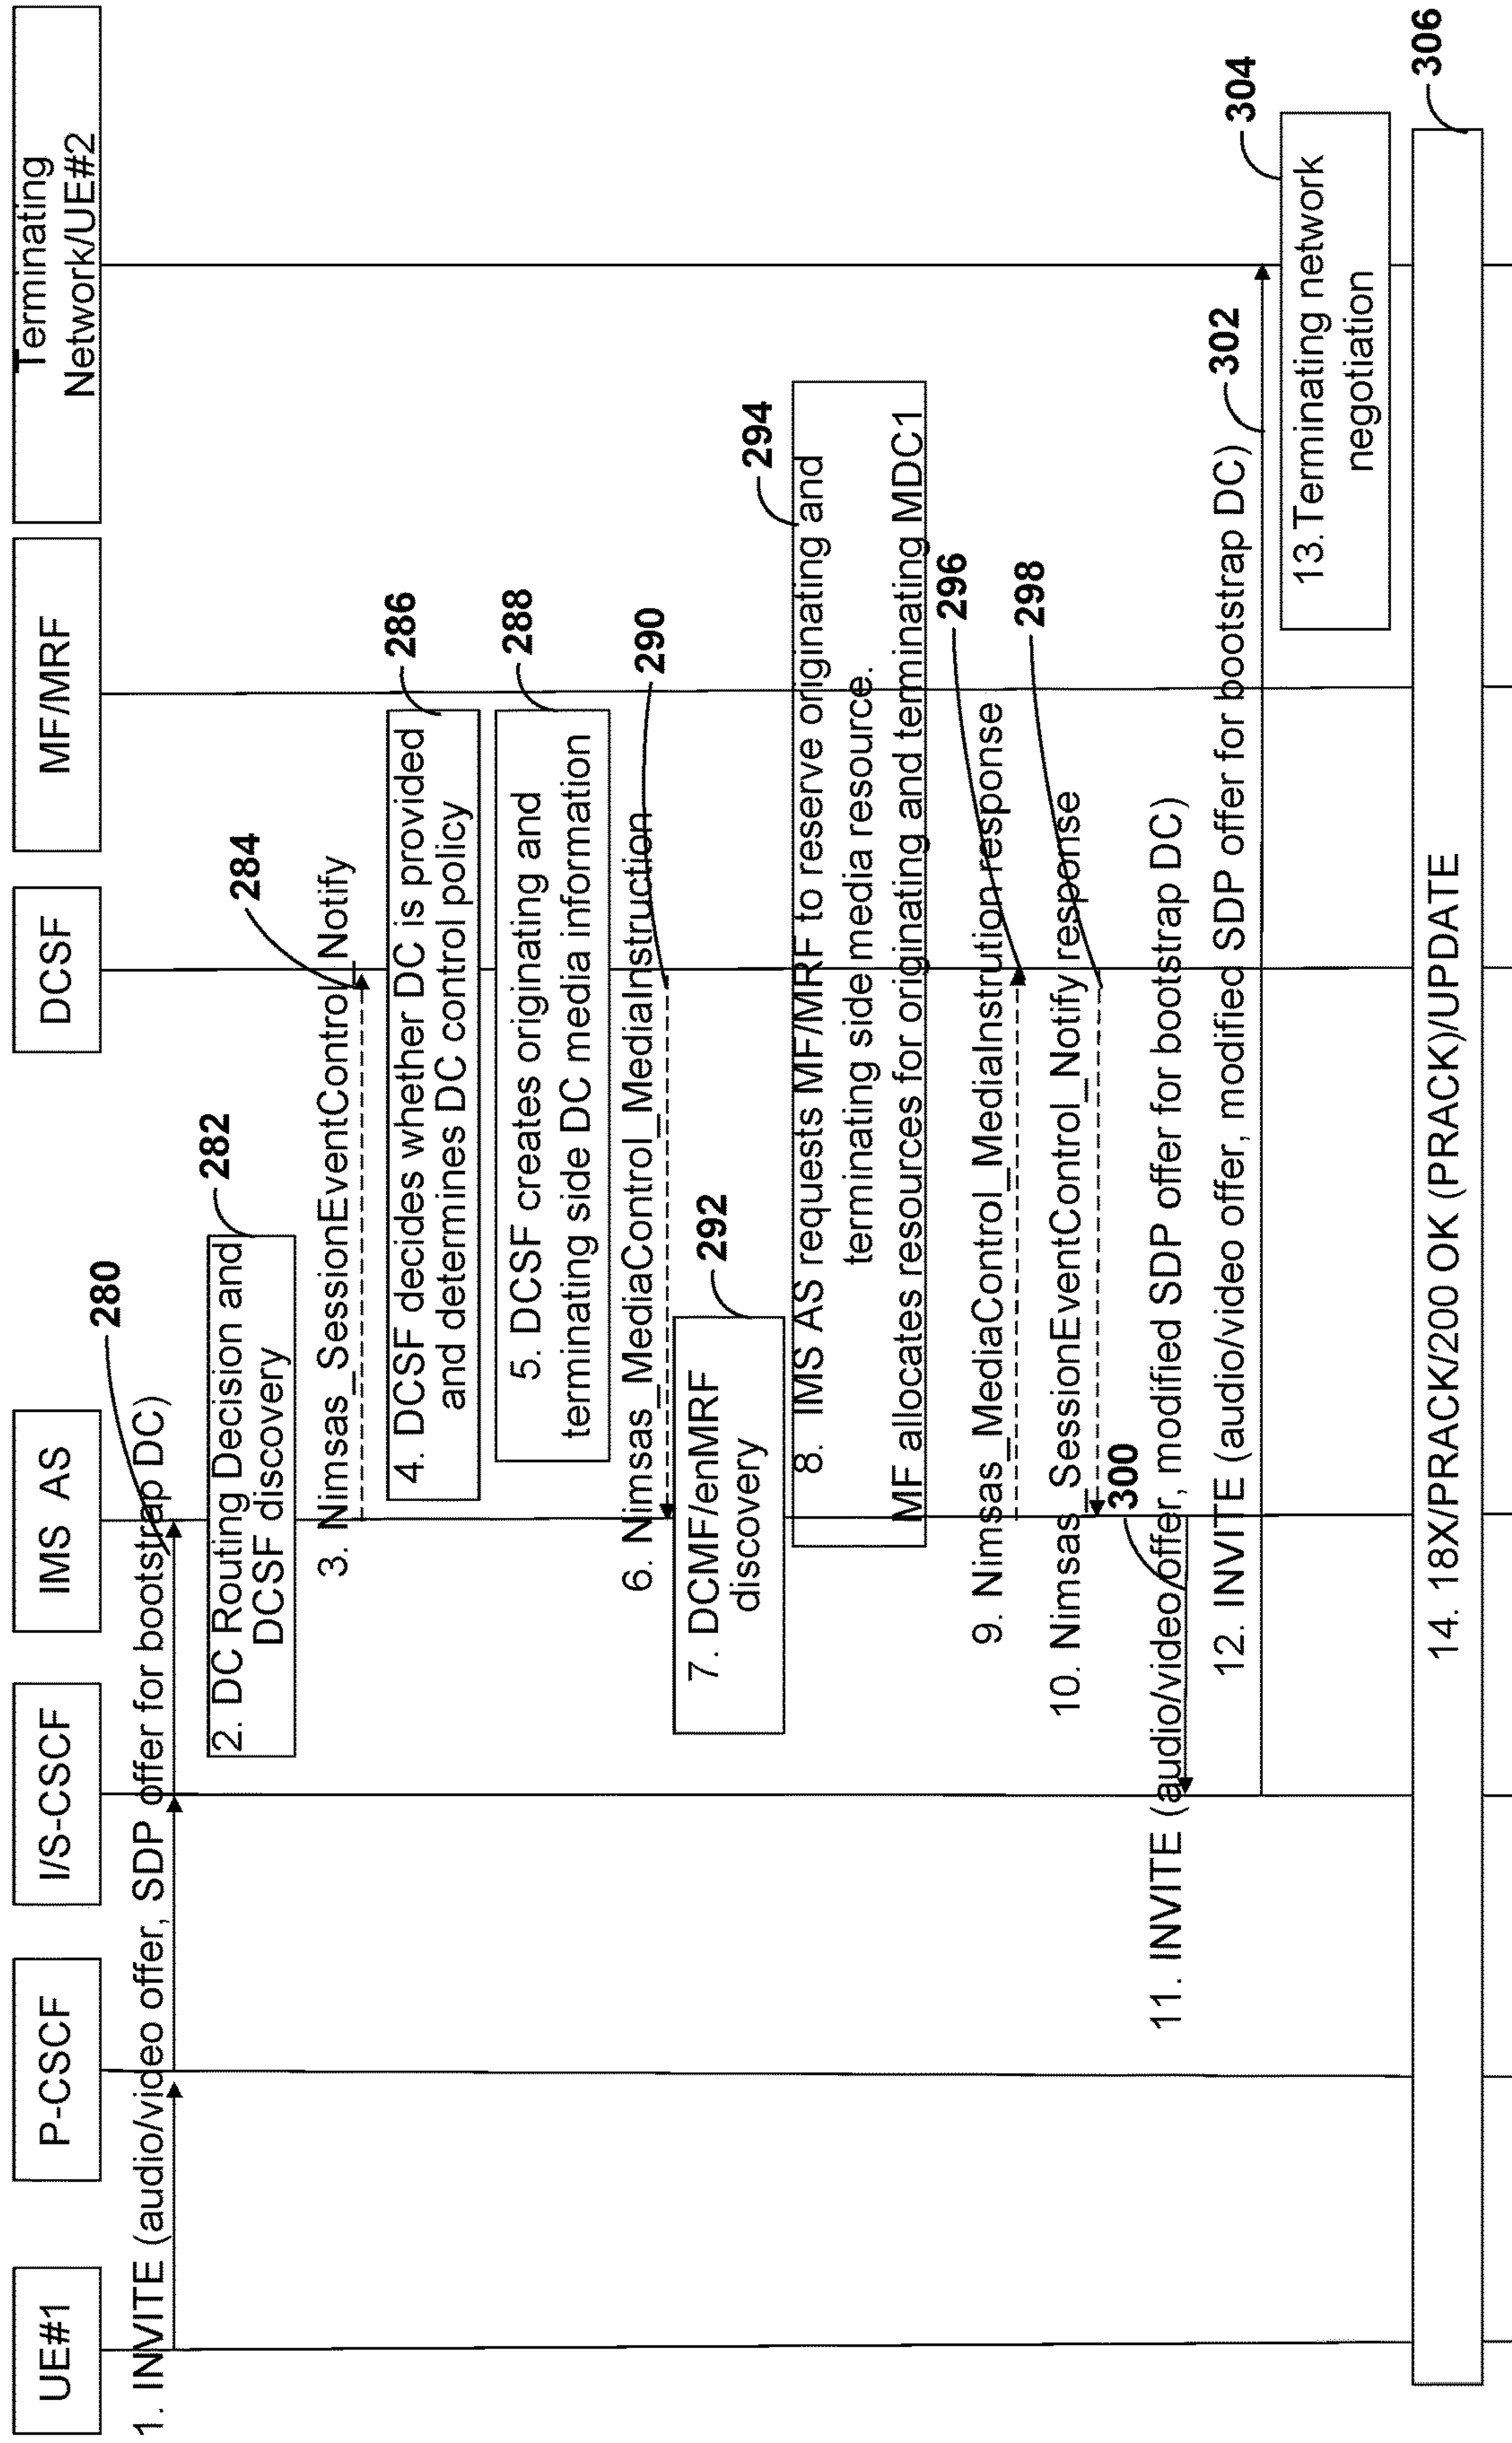 UE#1
P-CSCF
I/S-CSCF
IMS AS
DCSF
MF/MRF
Terminating
Network/UE#2
1. INVITE (audio/video offer, SDP offer for bootstrap DC)
280
2. DC Routing Decision and
DCSF discovery
282
3. Nimsas_SessionEventControl_Notify
284
4. DCSF decides whether DC is provided
and determines DC control policy
286
5. DCSF creates originating and
terminating side DC media information
288
6. Nimsas_MediaControl_MediaInstruction
290
7. DCMF/enMRF
discovery
292
8. IMS AS requests MF/MRF to reserve originating and
terminating side media resource.
MF allocates resources for originating and terminating MDC1
294
9. Nimsas_MediaControl_MediaInstrution response
296
10. Nimsas_SessionEventControl_Notify response
298
11. INVITE (audio/video offer, modified SDP offer for bootstrap DC)
300
12. INVITE (audio/video offer, modified SDP offer for bootstrap DC)
302
13. Terminating network
negotiation
304
14. 18X/PRACK/200 OK (PRACK)/UPDATE
306